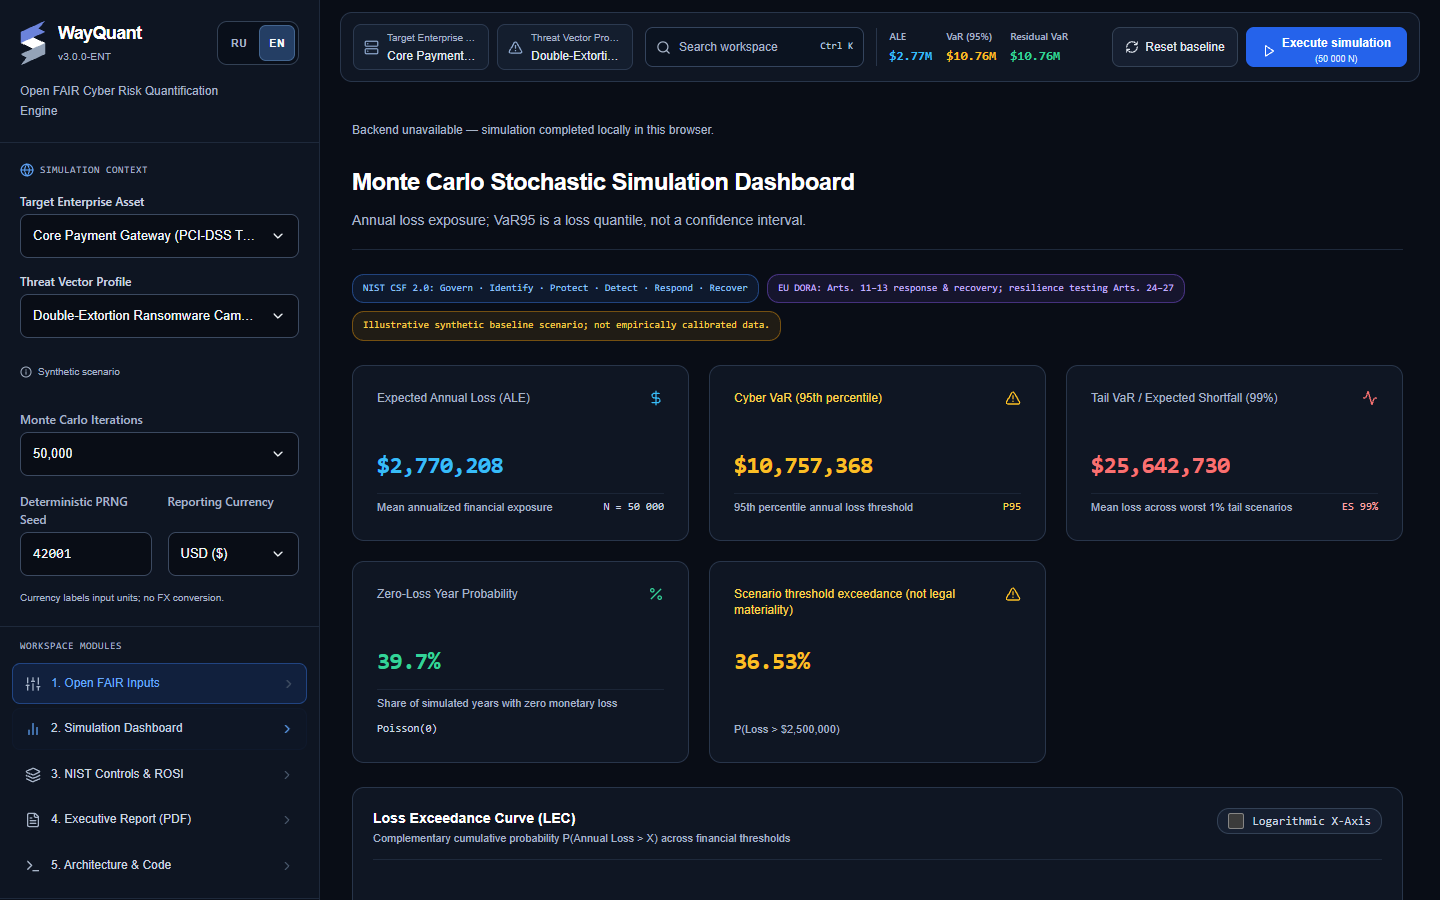 WayQuant
v3.0.0-ENT
RU
EN
Open FAIR Cyber Risk Quantification
Engine
SIMULATION CONTEXT
Target Enterprise Asset
Core Payment Gateway (PCI-DSS T...
Threat Vector Profile
Double-Extortion Ransomware Cam...
Synthetic scenario
Monte Carlo Iterations
50,000
Deterministic PRNG
Seed
Reporting Currency
42001
USD ($)
Currency labels input units; no FX conversion.
WORKSPACE MODULES
1. Open FAIR Inputs
2. Simulation Dashboard
3. NIST Controls & ROSI
4. Executive Report (PDF)
5. Architecture & Code
Target Enterprise ...
Core Payment...
Threat Vector Pro...
Double-Extorti...
Search workspace
Ctrl K
ALE
$2.77M
VaR (95%)
$10.76M
Residual VaR
$10.76M
Reset baseline
Execute simulation
(50 000 N)
Backend unavailable — simulation completed locally in this browser.
Monte Carlo Stochastic Simulation Dashboard
Annual loss exposure; VaR95 is a loss quantile, not a confidence interval.
NIST CSF 2.0: Govern · Identify · Protect · Detect · Respond · Recover
EU DORA: Arts. 11–13 response & recovery; resilience testing Arts. 24–27
Illustrative synthetic baseline scenario; not empirically calibrated data.
Expected Annual Loss (ALE)
$2,770,208
Mean annualized financial exposure
N = 50 000
Cyber VaR (95th percentile)
$10,757,368
95th percentile annual loss threshold
P95
Tail VaR / Expected Shortfall (99%)
$25,642,730
Mean loss across worst 1% tail scenarios
ES 99%
Zero-Loss Year Probability
39.7%
Share of simulated years with zero monetary loss
Poisson(0)
Scenario threshold exceedance (not legal
materiality)
36.53%
P(Loss > $2,500,000)
Loss Exceedance Curve (LEC)
Complementary cumulative probability P(Annual Loss > X) across financial thresholds
Logarithmic X-Axis